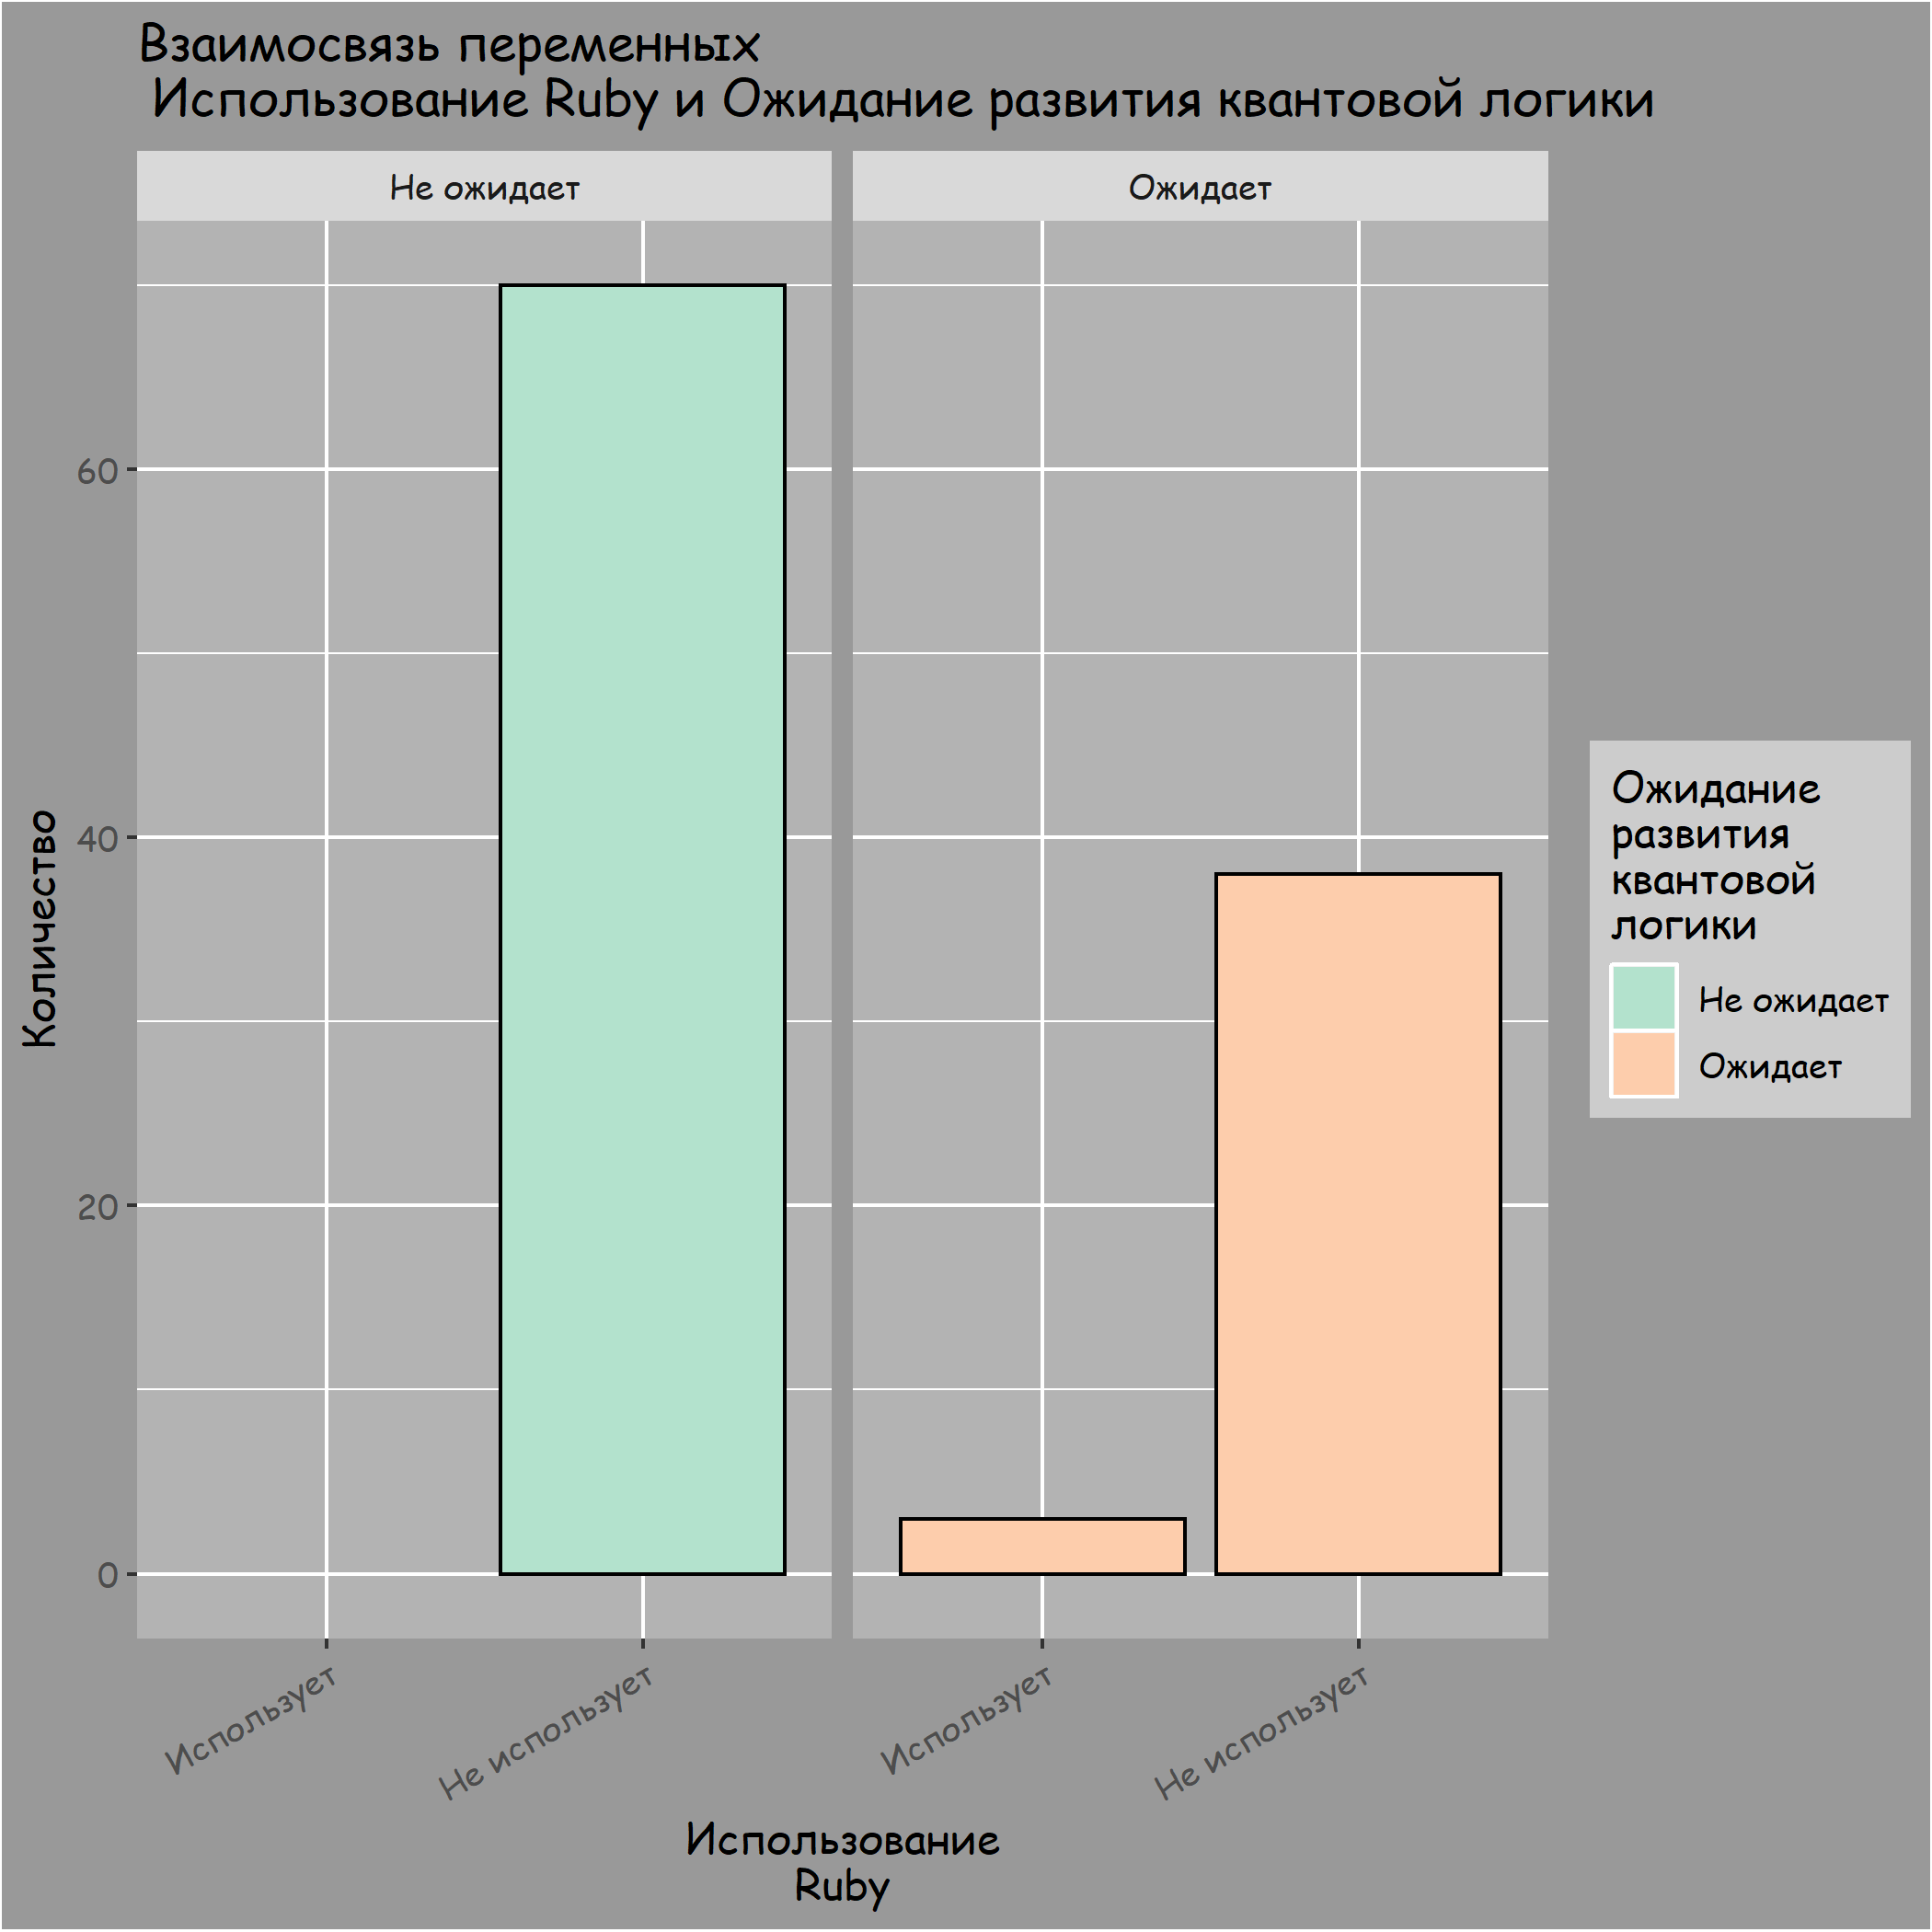 Взаимосвязь переменных
Использование Ruby и Ожидание развития квантовой логики
Не ожидает
Ожидает
Количество
60
40
20
0
Использует
Не использует
Использует
Не использует
Использование
Ruby
Ожидание
развития
квантовой
логики
Не ожидает
Ожидает